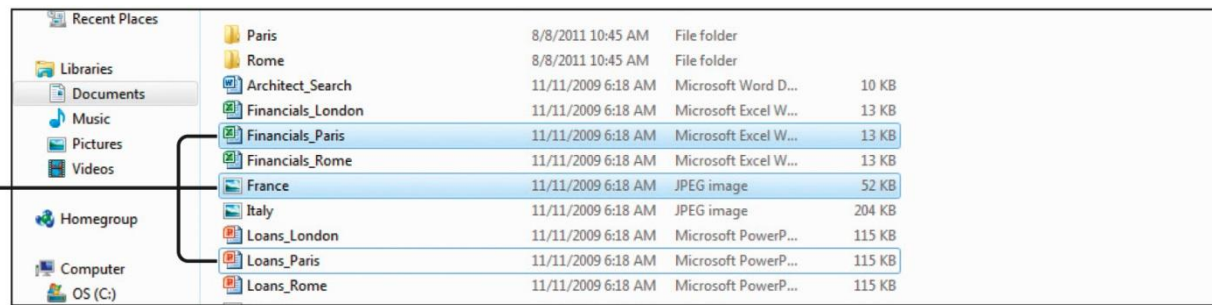 Recent Places
Libraries
Documents
Music
Pictures
Videos
Homegroup
Computer
OS (C:)
Paris 8/8/2011 10:45 AM File folder
Rome 8/8/2011 10:45 AM File folder
Architect_Search 11/11/2009 6:18 AM Microsoft Word D... 10 KB
Financials_London 11/11/2009 6:18 AM Microsoft Excel W... 13 KB
Financials_Paris 11/11/2009 6:18 AM Microsoft Excel W... 13 KB
Financials_Rome 11/11/2009 6:18 AM Microsoft Excel W... 13 KB
France 11/11/2009 6:18 AM JPEG image 52 KB
Italy 11/11/2009 6:18 AM JPEG image 204 KB
Loans_London 11/11/2009 6:18 AM Microsoft PowerP... 115 KB
Loans_Paris 11/11/2009 6:18 AM Microsoft PowerP... 115 KB
Loans_Rome 11/11/2009 6:18 AM Microsoft PowerP... 115 KB